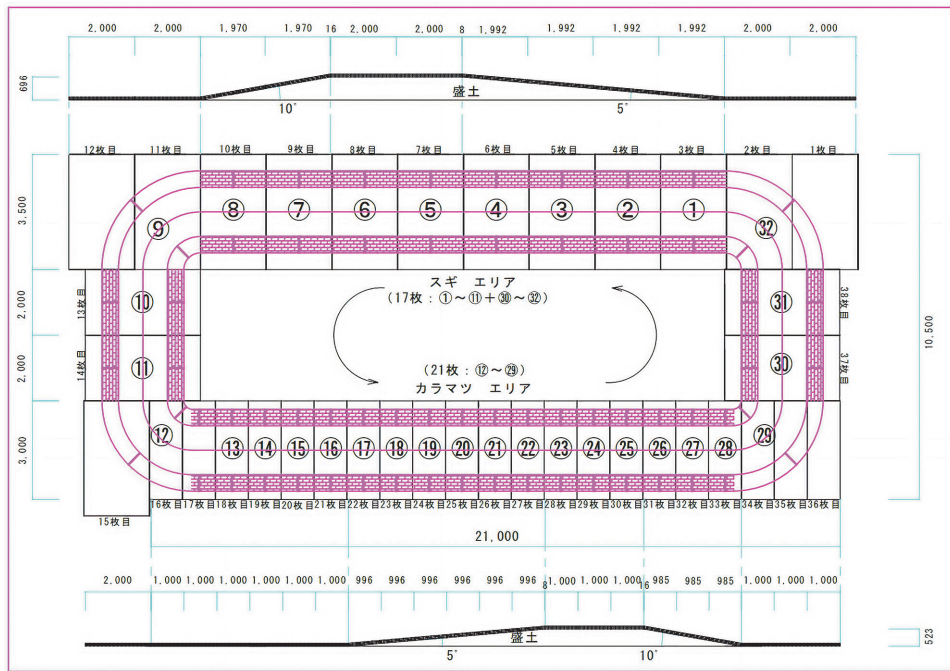 2,000 2,000 1,970 1,970 16 2,000 2,000 8 1,992 1,992 1,992 1,992 2,000 2,000
696
盛土
10° 5°
12枚目 11枚目 10枚目 9枚目 8枚目 7枚目 6枚目 5枚目 4枚目 3枚目 2枚目 1枚目
3,500
⑨ ⑧ ⑦ ⑥ ⑤ ④ ③ ② ① ㉜
スギ エリア
(17枚:①~⑪+㉚~㉜)
2,000
13枚目 ⑩ ㉛ 38枚目
10,500
2,000
14枚目 ⑪ ㉚ 37枚目
(21枚:⑫~㉙)
カラマツ エリア
3,000
⑫ ⑬ ⑭ ⑮ ⑯ ⑰ ⑱ ⑲ ⑳ ㉑ ㉒ ㉓ ㉔ ㉕ ㉖ ㉗ ㉘ ㉙
16枚目 17枚目 18枚目 19枚目 20枚目 21枚目 22枚目 23枚目 24枚目 25枚目 26枚目 27枚目 28枚目 29枚目 30枚目 31枚目 32枚目 33枚目 34枚目 35枚目 36枚目
15枚目
21,000
2,000 1,000 1,000 1,000 1,000 1,000 1,000 996 996 996 996 996 996 8 1,000 1,000 1,000 16 985 985 985 1,000 1,000 1,000
盛土
523
5° 10°